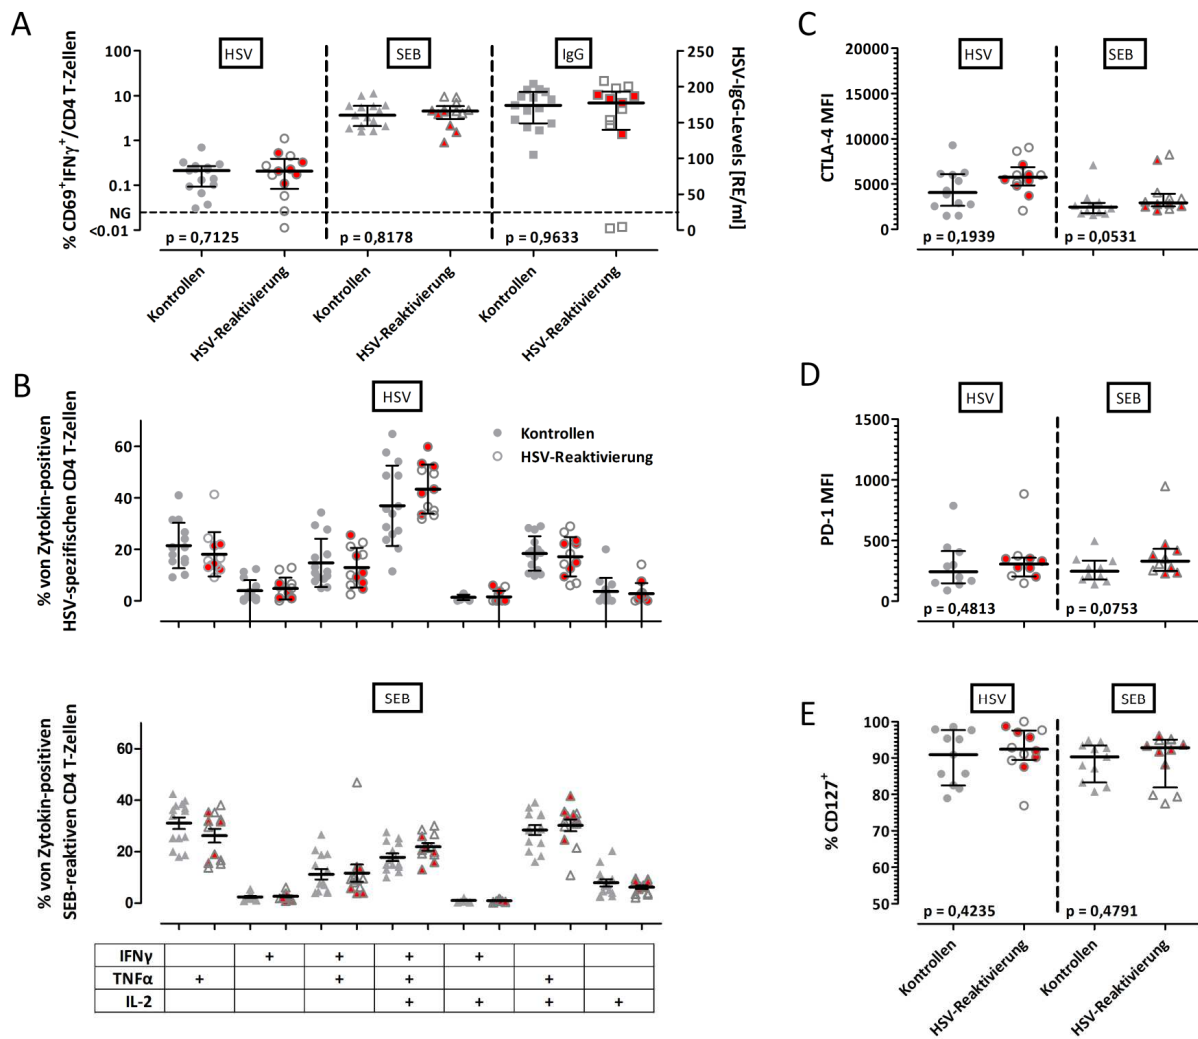 A
HSV
SEB
IgG
% CD69⁺IFNγ⁺/CD4 T-Zellen
100
10
1
0.1
NG
<0.01
250
200
150
100
50
0
HSV-IgG-Levels [RE/ml]
p = 0,7125
p = 0,8178
p = 0,9633
Kontrollen
HSV-Reaktivierung
Kontrollen
HSV-Reaktivierung
Kontrollen
HSV-Reaktivierung
B
HSV
% von Zytokin-positiven
HSV-spezifischen CD4 T-Zellen
60
40
20
0
Kontrollen
HSV-Reaktivierung
SEB
% von Zytokin-positiven
SEB-reaktiven CD4 T-Zellen
60
40
20
0
IFNγ + + + +
TNFα + + + +
IL-2 + + + +
C
HSV
SEB
CTLA-4 MFI
20000
15000
10000
5000
0
p = 0,1939
p = 0,0531
D
HSV
SEB
PD-1 MFI
1500
1000
500
0
p = 0,4813
p = 0,0753
E
HSV
SEB
% CD127⁺
100
90
80
70
60
50
p = 0,4235
p = 0,4791
Kontrollen
HSV-Reaktivierung
Kontrollen
HSV-Reaktivierung